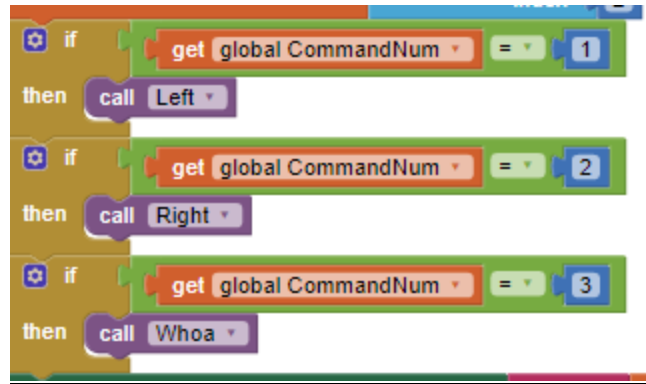 if get global CommandNum = 1
then call Left
if get global CommandNum = 2
then call Right
if get global CommandNum = 3
then call Whoa